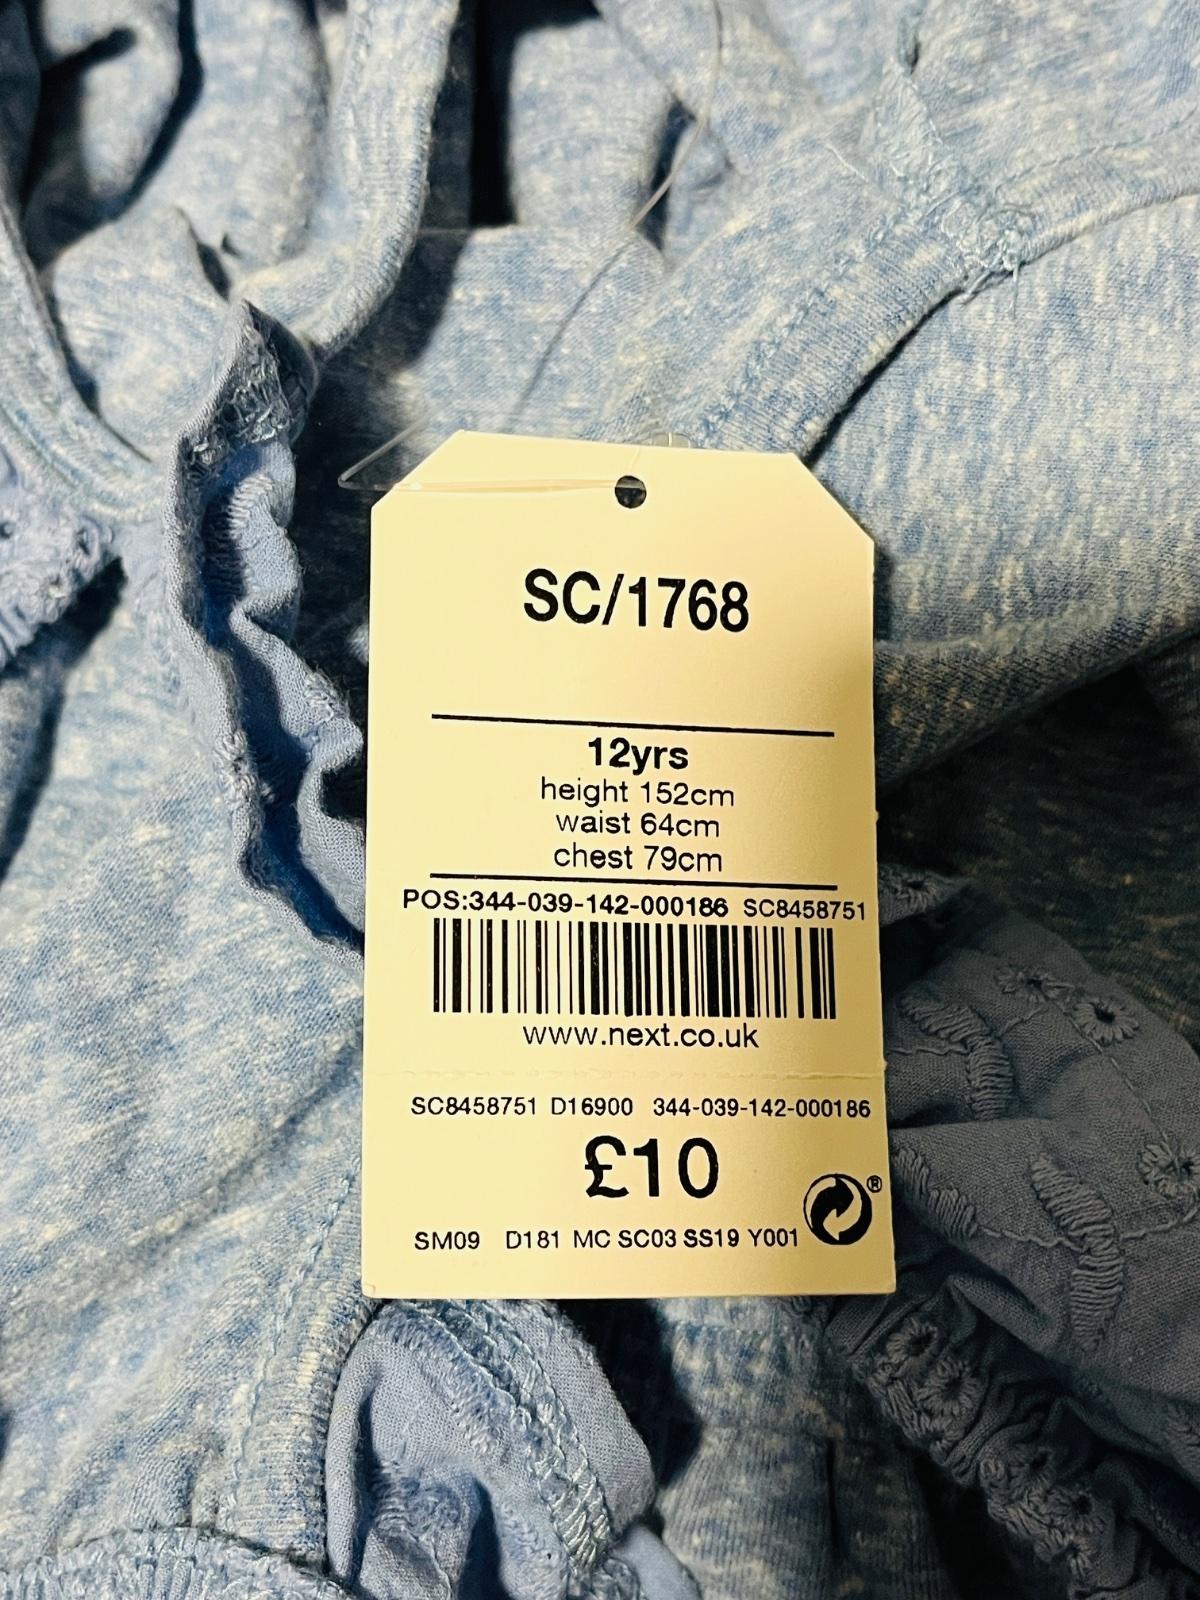 SC/1768
12yrs
height 152cm
waist 64cm
chest 79cm
POS:344-039-142-000186 SC8458751
www.next.co.uk
SC8458751 D16900 344-039-142-000186
£10
®
SM09 D181 MC SC03 SS19 Y001